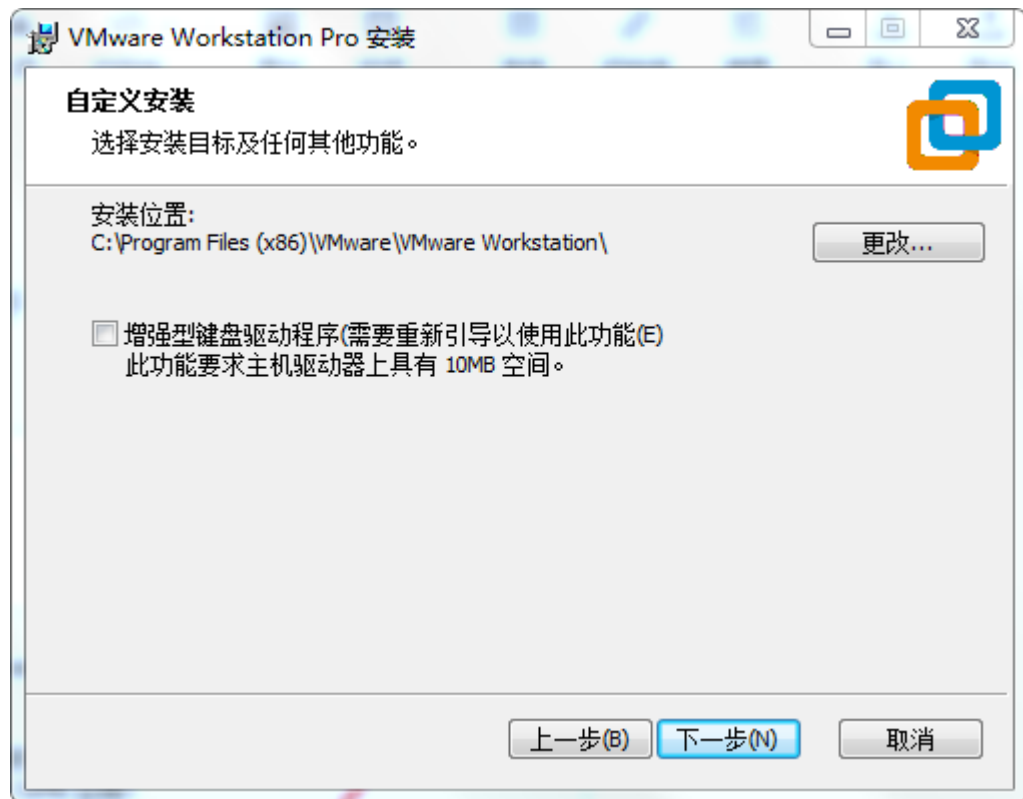 VMware Workstation Pro 安装
自定义安装
选择安装目标及任何其他功能。
安装位置:
C:\Program Files (x86)\VMware\VMware Workstation\
更改...
增强型键盘驱动程序(需要重新引导以使用此功能(E)
此功能要求主机驱动器上具有 10MB 空间。
上一步(B)
下一步(N)
取消